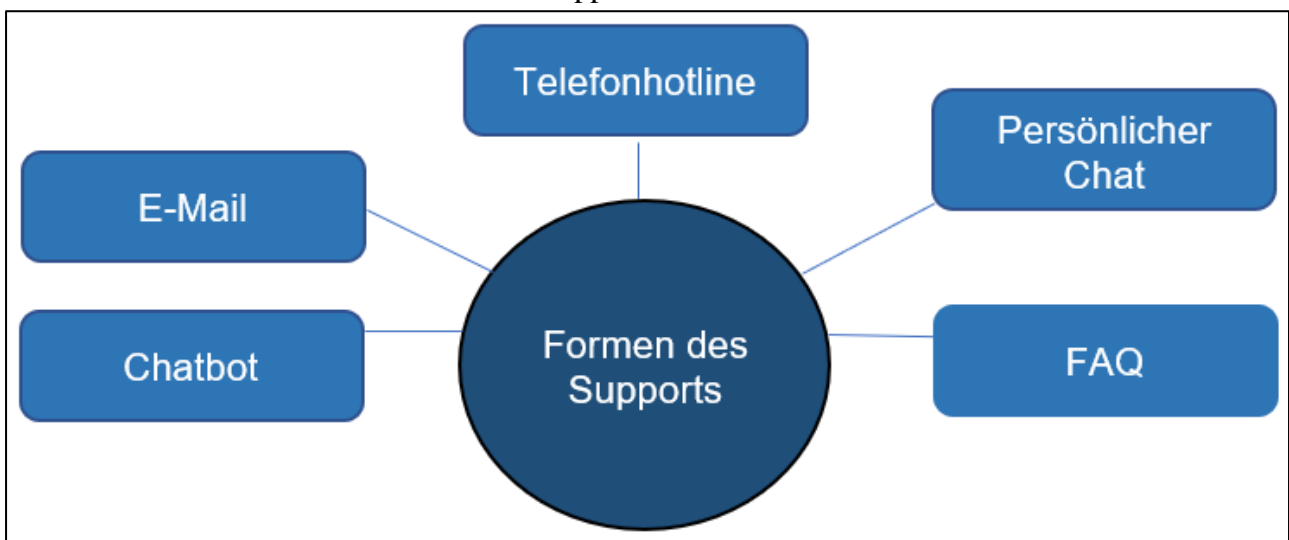 Telefonhotline
Persönlicher
Chat
E-Mail
Chatbot
Formen des
Supports
FAQ